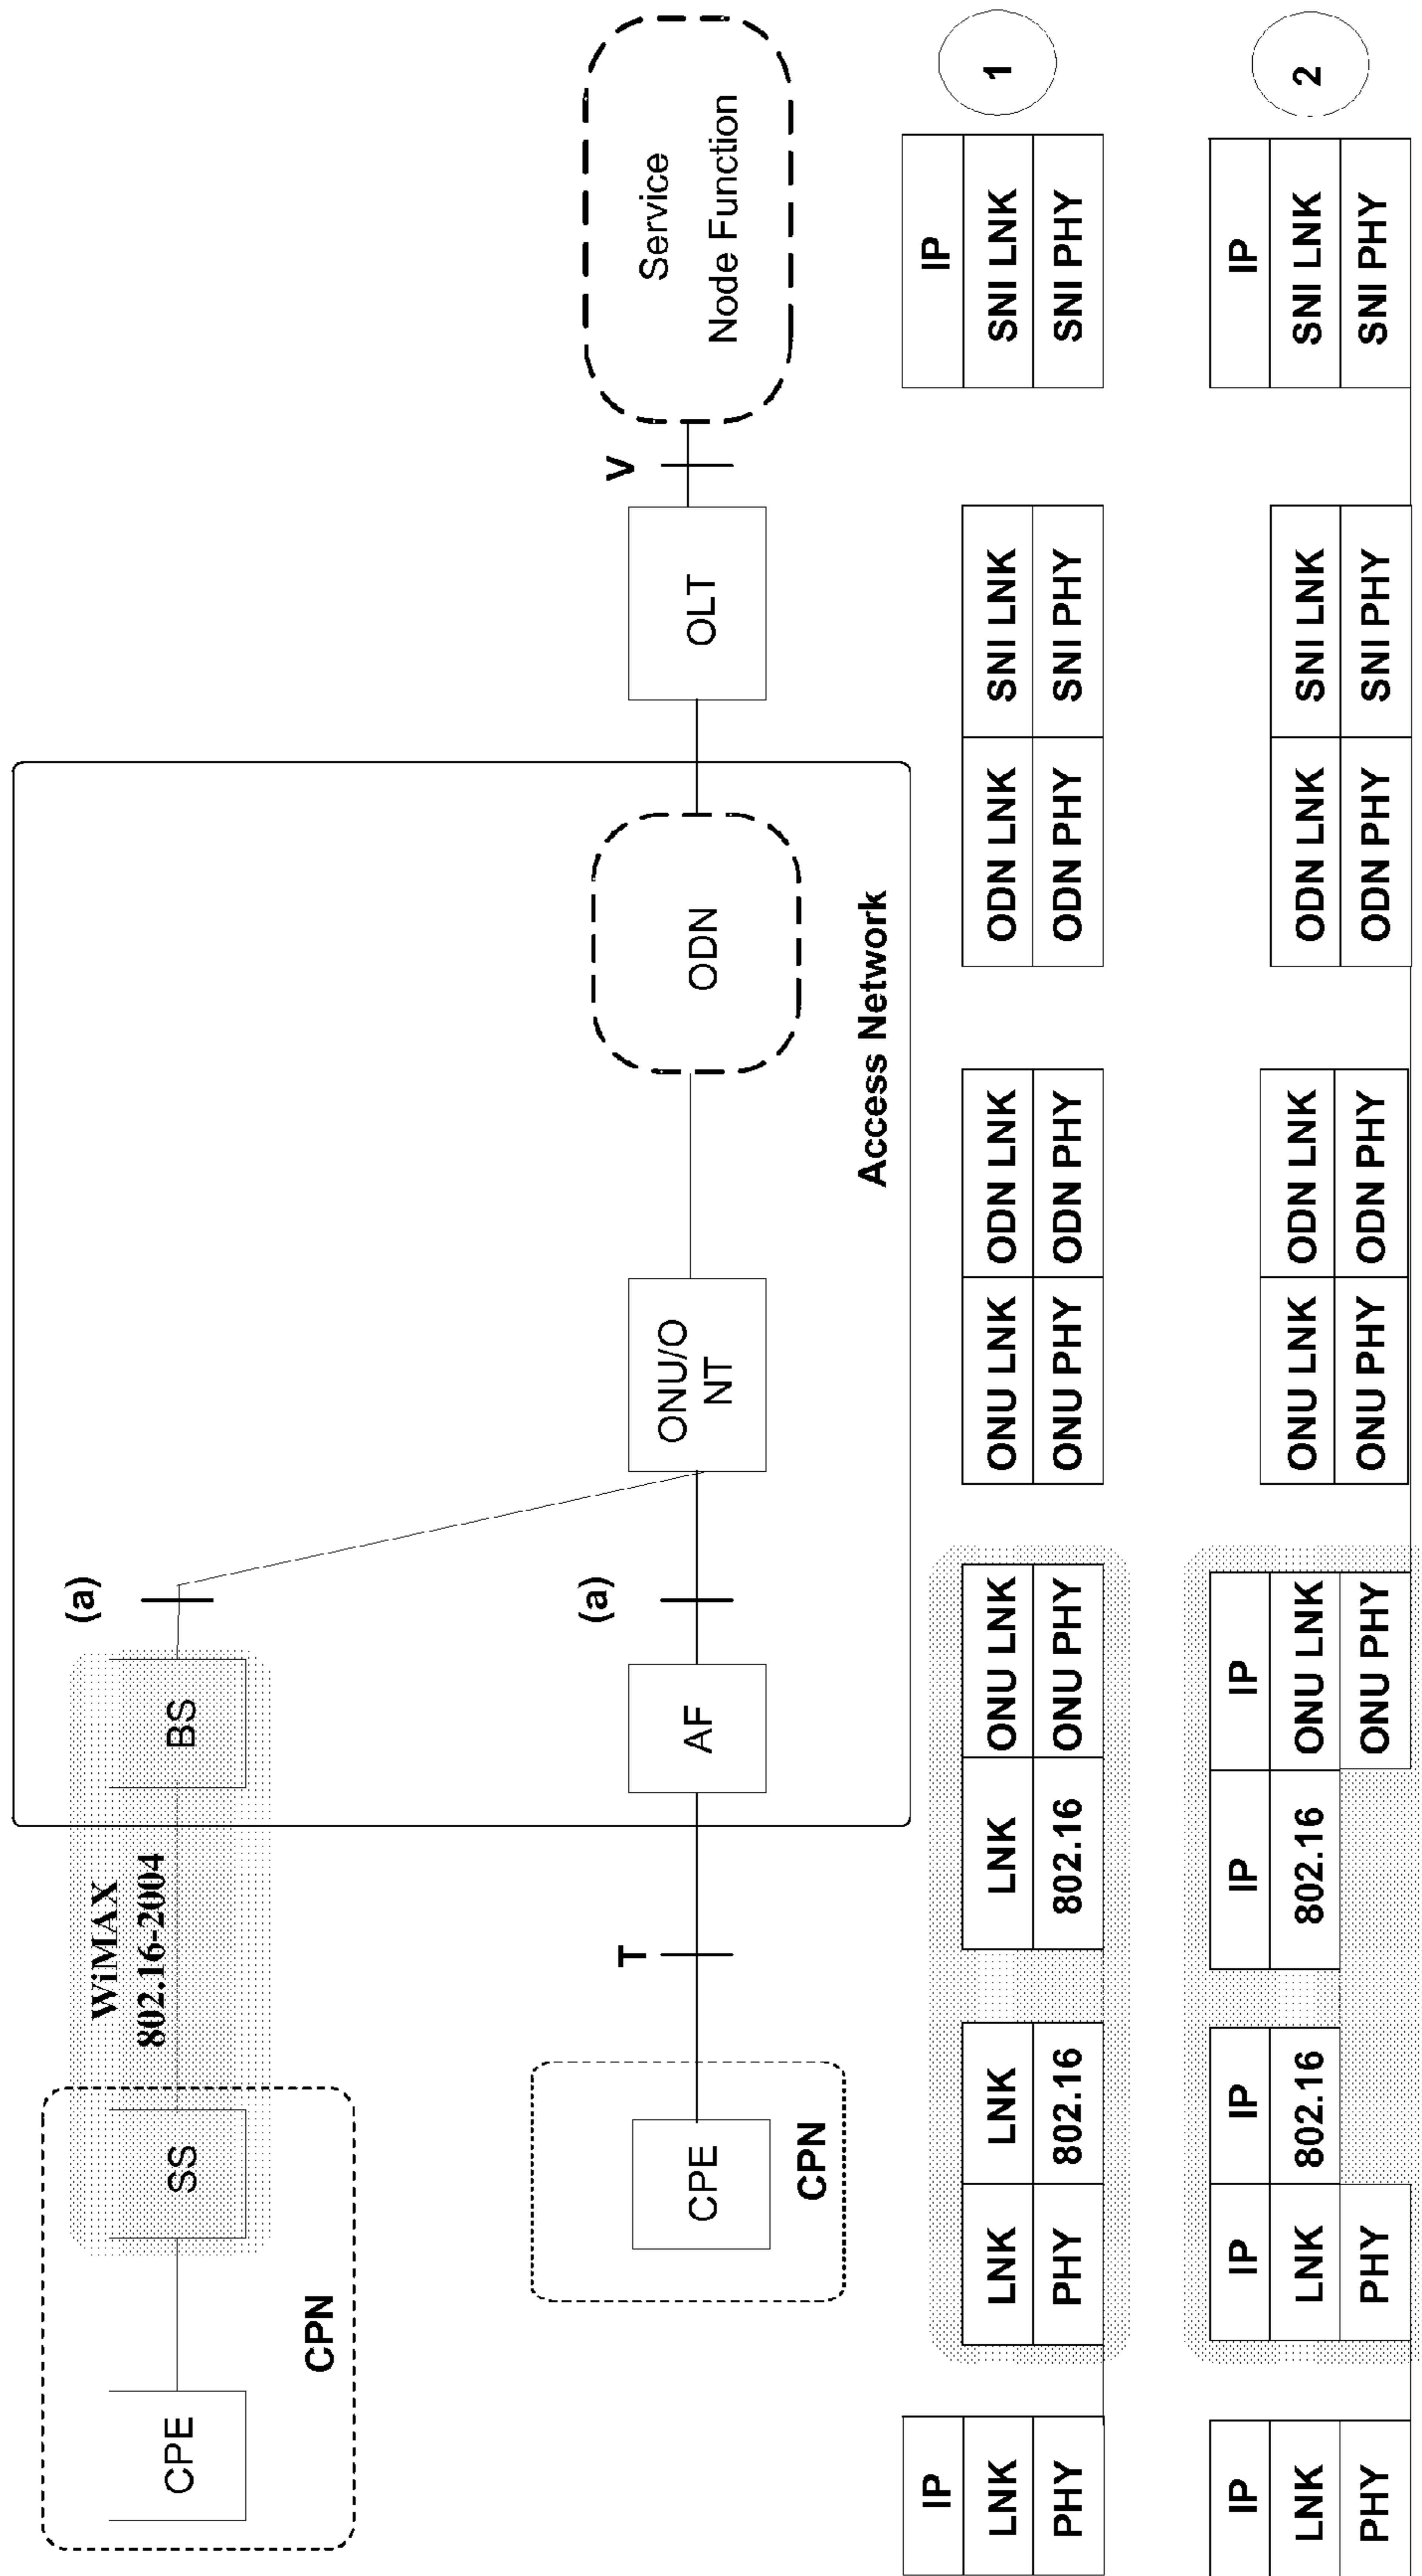 WiMAX
802.16-2004
(a)
CPE
SS
BS
CPN
T
(a)
V
CPE
AF
ONU/O
NT
ODN
OLT
Service
Node Function
CPN
Access Network
IP
IP
LNK
LNK
LNK
LNK
ONU LNK
ONU LNK
ODN LNK
ODN LNK
SNI LNK
SNI LNK
PHY
PHY
802.16
802.16
ONU PHY
ONU PHY
ODN PHY
ODN PHY
SNI PHY
SNI PHY
1
IP
IP
IP
IP
IP
IP
LNK
LNK
802.16
802.16
ONU LNK
ONU LNK
ODN LNK
ODN LNK
SNI LNK
SNI LNK
PHY
PHY
ONU PHY
ONU PHY
ODN PHY
ODN PHY
SNI PHY
SNI PHY
2